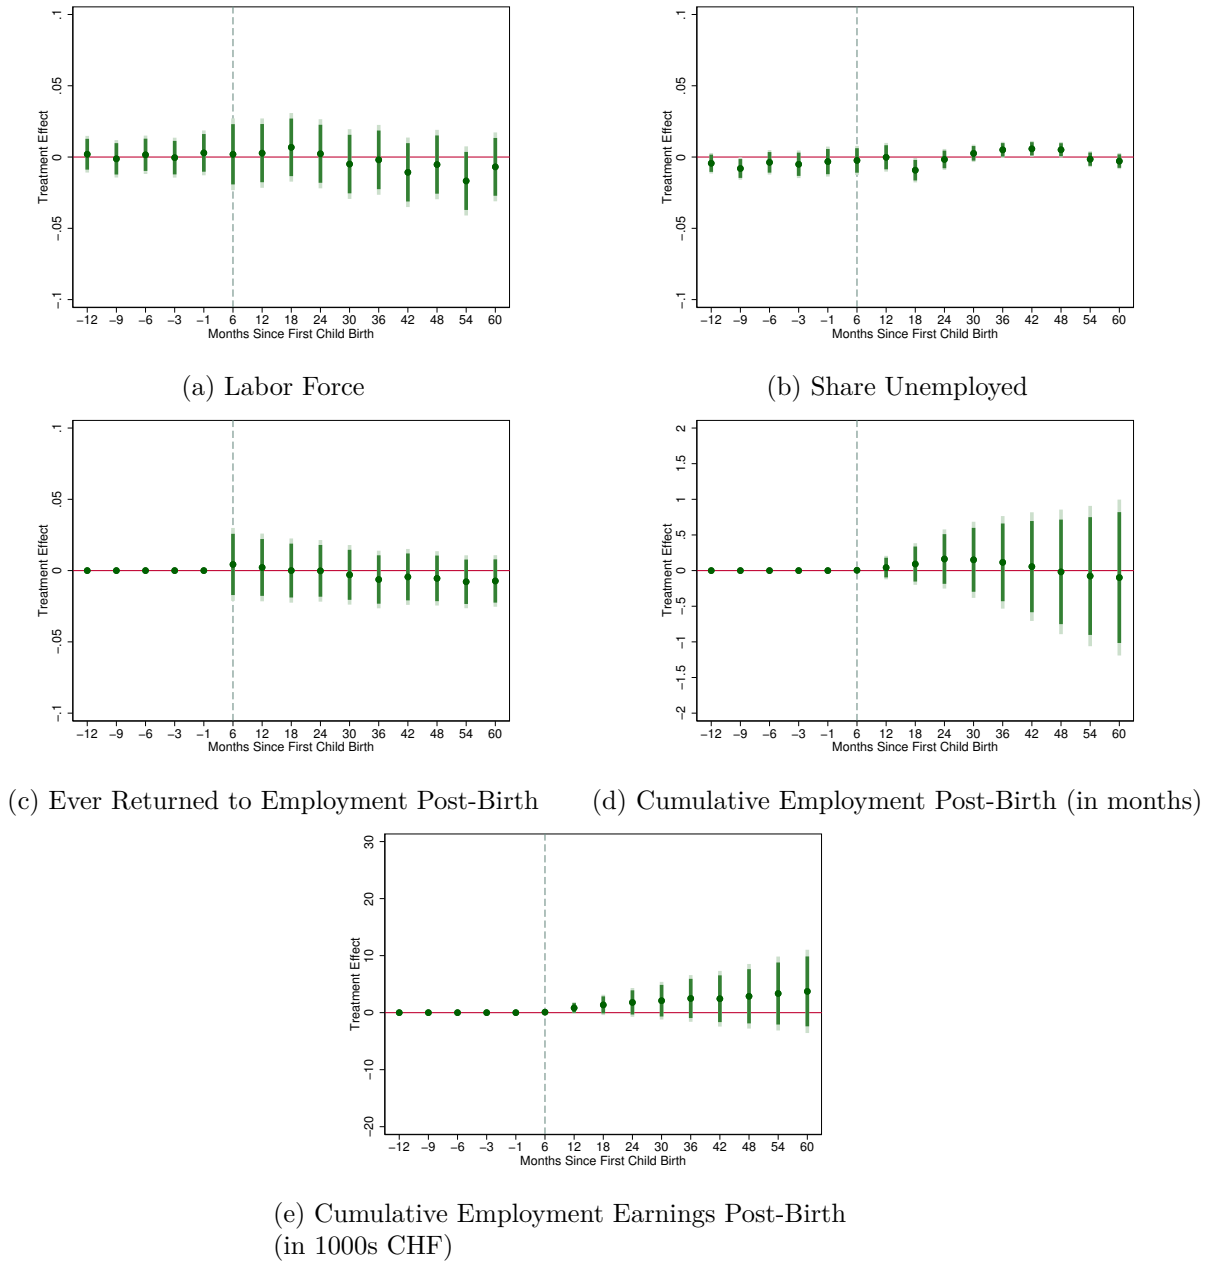 .1
.05
0
-.05
-.1
Treatment Effect
-12 -9 -6 -3 -1 6 12 18 24 30 36 42 48 54 60
Months Since First Child Birth
(a) Labor Force
.1
.05
0
-.05
-.1
Treatment Effect
-12 -9 -6 -3 -1 6 12 18 24 30 36 42 48 54 60
Months Since First Child Birth
(b) Share Unemployed
.1
.05
0
-.05
-.1
Treatment Effect
-12 -9 -6 -3 -1 6 12 18 24 30 36 42 48 54 60
Months Since First Child Birth
(c) Ever Returned to Employment Post-Birth
2
1.5
1
.5
0
-.5
-1
-1.5
-2
Treatment Effect
-12 -9 -6 -3 -1 6 12 18 24 30 36 42 48 54 60
Months Since First Child Birth
(d) Cumulative Employment Post-Birth (in months)
30
20
10
0
-10
-20
Treatment Effect
-12 -9 -6 -3 -1 6 12 18 24 30 36 42 48 54 60
Months Since First Child Birth
(e) Cumulative Employment Earnings Post-Birth
(in 1000s CHF)